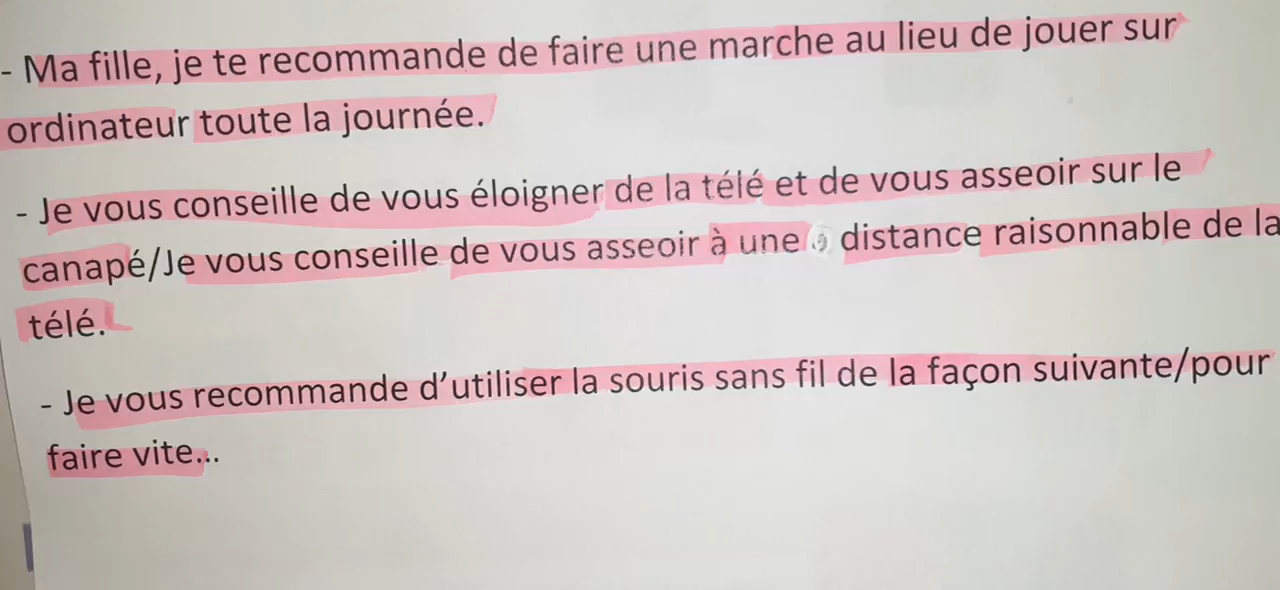 - Ma fille, je te recommande de faire une marche au lieu de jouer sur
ordinateur toute la journée.
- Je vous conseille de vous éloigner de la télé et de vous asseoir sur le
canapé/Je vous conseille de vous asseoir à une distance raisonnable de la
télé.
- Je vous recommande d’utiliser la souris sans fil de la façon suivante/pour
faire vite...